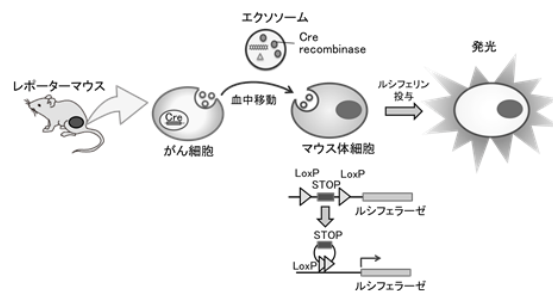 エクソソーム
Cre
recombinase
発光
レポーターマウス
ルシフェリン
投与
血中移動
Cre
がん細胞
マウス体細胞
LoxP
LoxP
STOP
ルシフェラーゼ
STOP
LoxP
ルシフェラーゼ